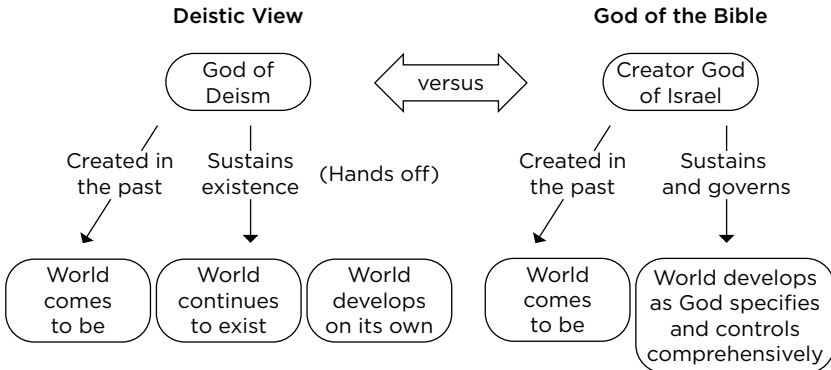 Deistic View
God of
Deism
Created in
the past
Sustains
existence
(Hands off)
World
comes
to be
World
continues
to exist
World
develops
on its own
versus
God of the Bible
Creator God
of Israel
Created in
the past
Sustains
and governs
World
comes
to be
World develops
as God specifies
and controls
comprehensively